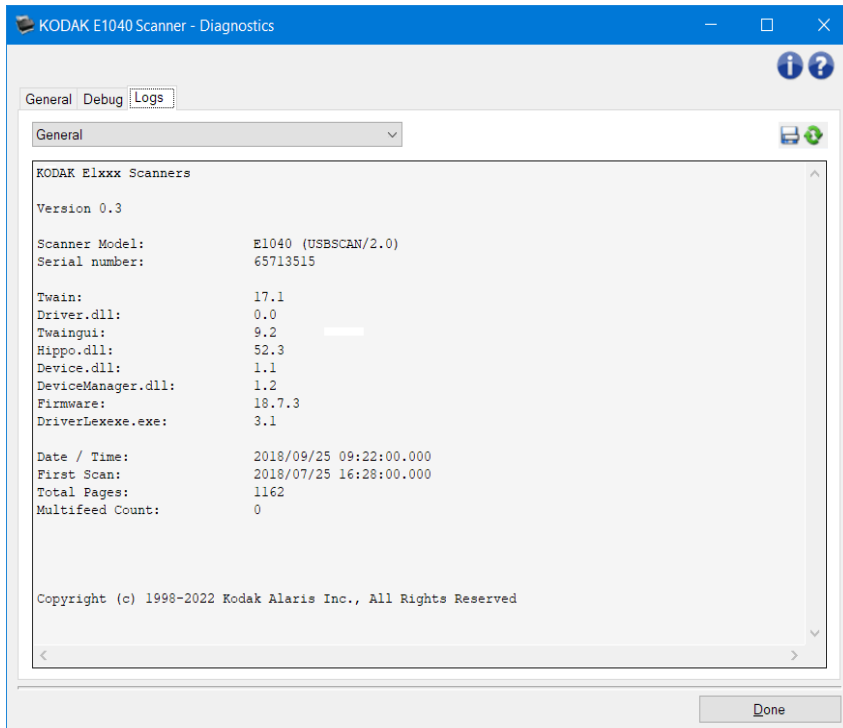 KODAK E1040 Scanner - Diagnostics
General Debug Logs
General
KODAK E1xxx Scanners
Version 0.3
Scanner Model: E1040 (USBSCAN/2.0)
Serial number: 65713515
Twain: 17.1
Driver.dll: 0.0
Twaingui: 9.2
Hippo.dll: 52.3
Device.dll: 1.1
DeviceManager.dll: 1.2
Firmware: 18.7.3
DriverLexexe.exe: 3.1
Date / Time: 2018/09/25 09:22:00.000
First Scan: 2018/07/25 16:28:00.000
Total Pages: 1162
Multifeed Count: 0
Copyright (c) 1998-2022 Kodak Alaris Inc., All Rights Reserved
Done